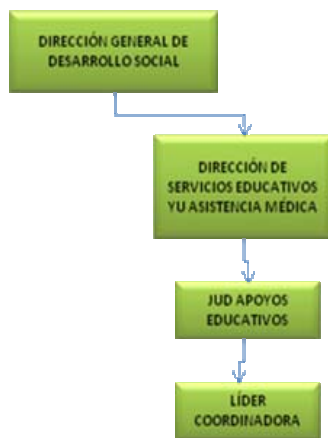 DIRECCIÓN GENERAL DE
DESARROLLO SOCIAL
DIRECCIÓN DE
SERVICIOS EDUCATIVOS
YU ASISTENCIA MÉDICA
JUD APOYOS
EDUCATIVOS
LÍDER
COORDINADORA